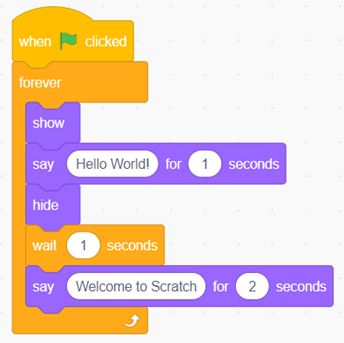 when clicked
forever
show
say Hello World! for 1 seconds
hide
wait 1 seconds
say Welcome to Scratch for 2 seconds